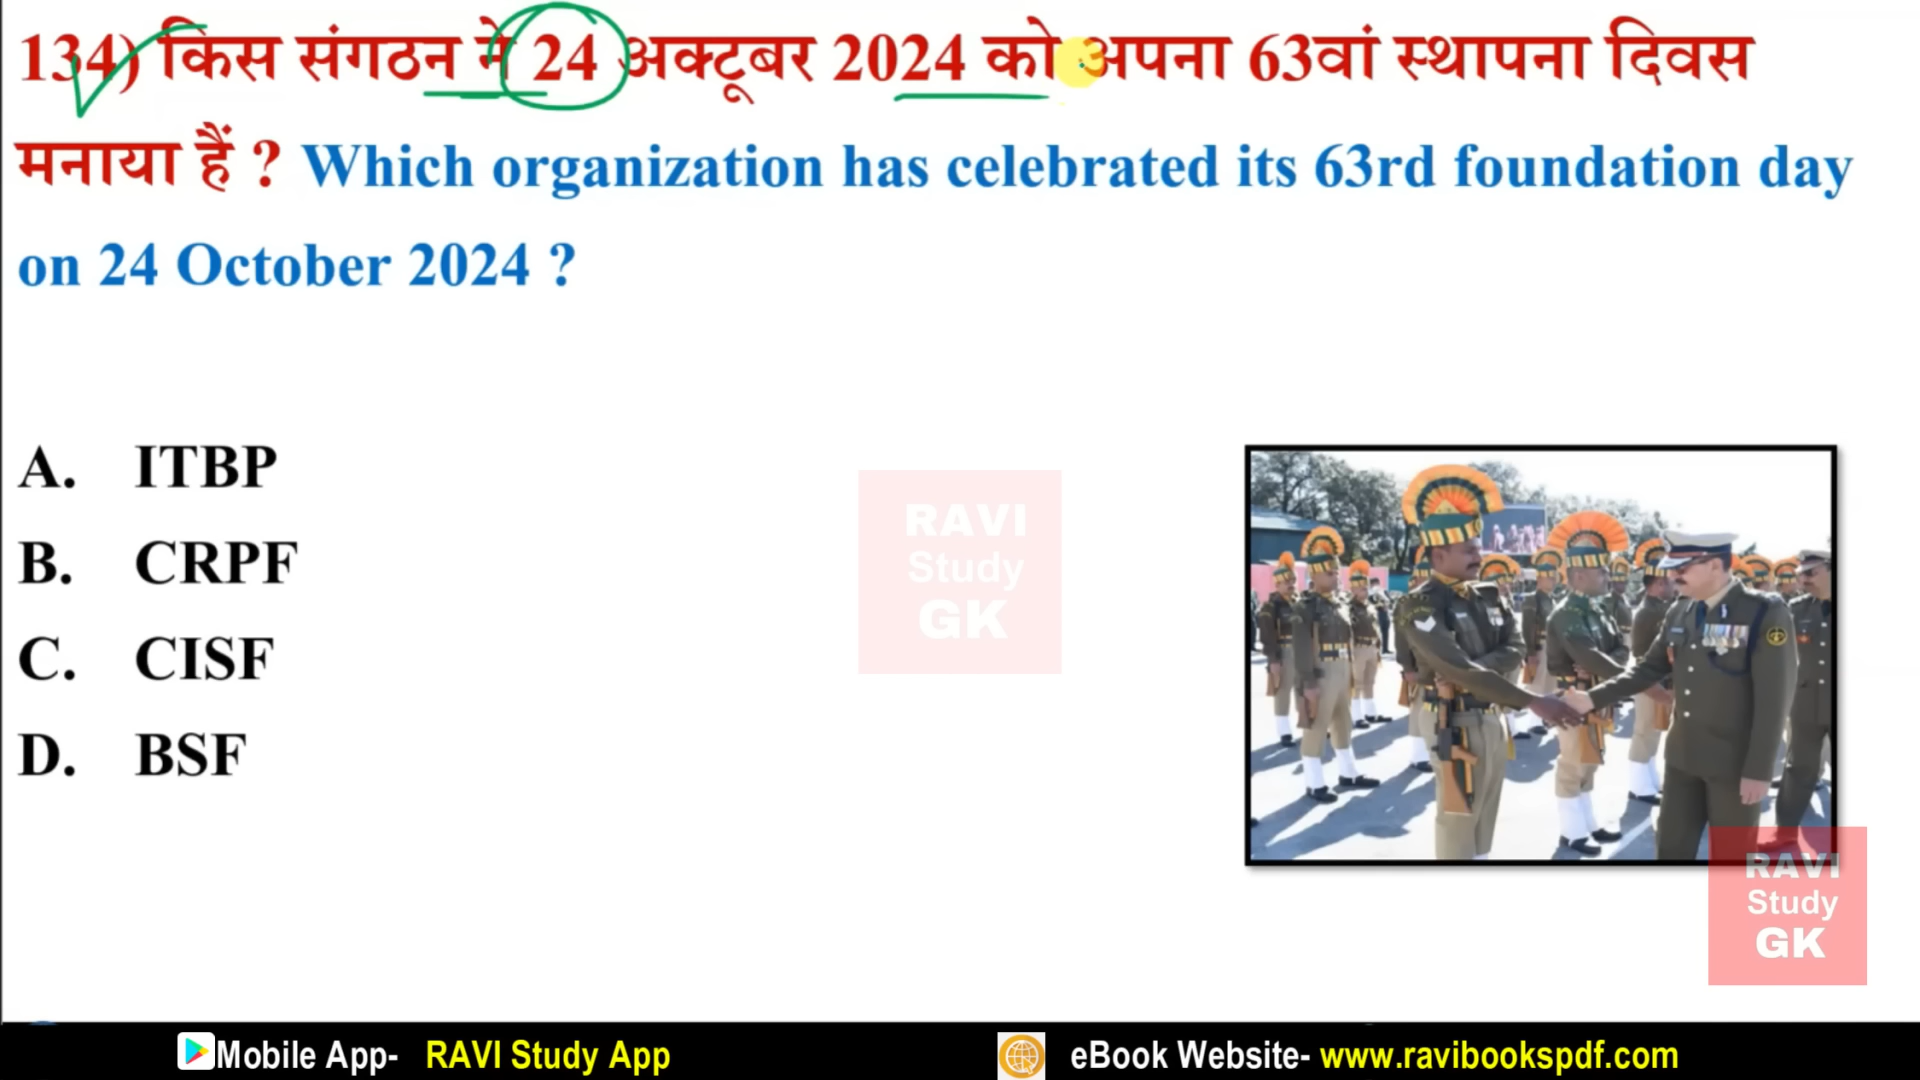 134) किस संगठन ने 24 अक्टूबर 2024 को अपना 63वां स्थापना दिवस
मनाया हैं ? Which organization has celebrated its 63rd foundation day
on 24 October 2024 ?
A. ITBP
B. CRPF
C. CISF
D. BSF
RAVI
Study
GK
RAVI
Study
GK
Mobile App- RAVI Study App
eBook Website- www.ravibookspdf.com